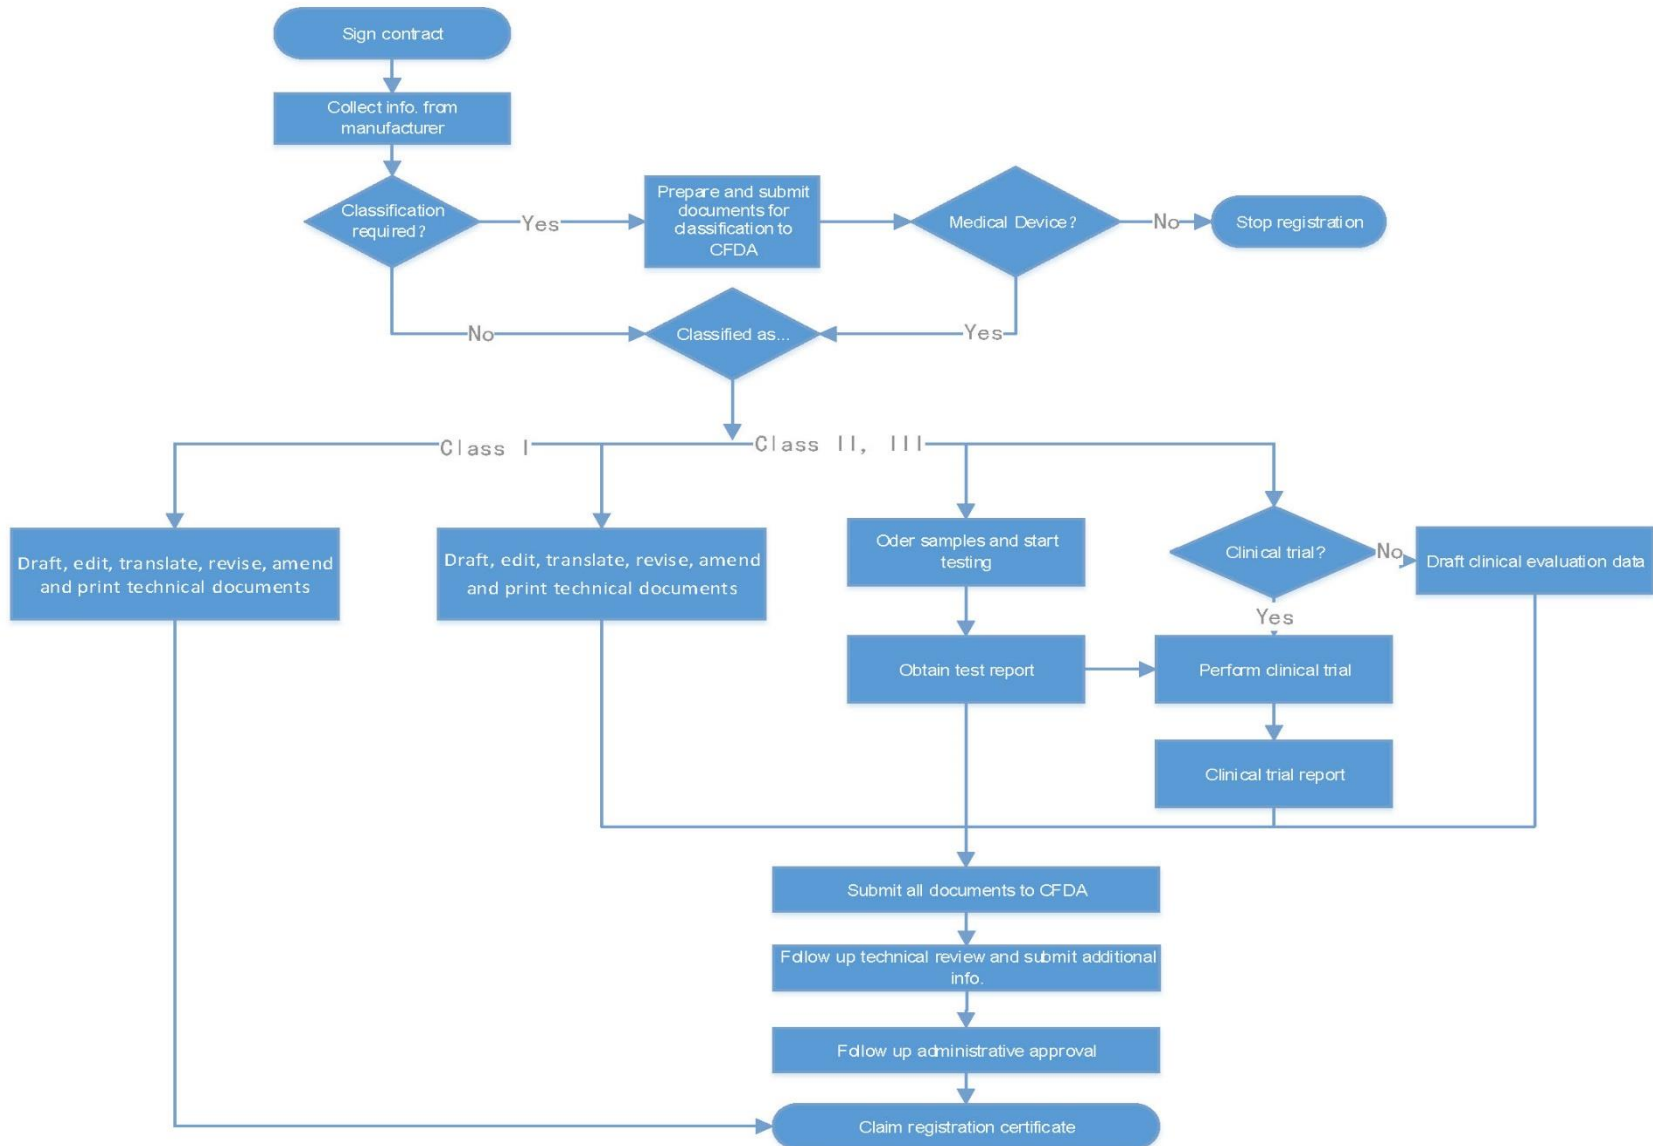 Sign contract
Collect info. from
manufacturer
Classification
required?
Yes
Prepare and submit
documents for
classification to
CFDA
Medical Device?
No
Stop registration
No
Classified as...
Yes
Class I
Class II, III
Draft, edit, translate, revise, amend
and print technical documents
Draft, edit, translate, revise, amend
and print technical documents
Oder samples and start
testing
Clinical trial?
No
Draft clinical evaluation data
Yes
Obtain test report
Perform clinical trial
Clinical trial report
Submit all documents to CFDA
Follow up technical review and submit additional
info.
Follow up administrative approval
Claim registration certificate